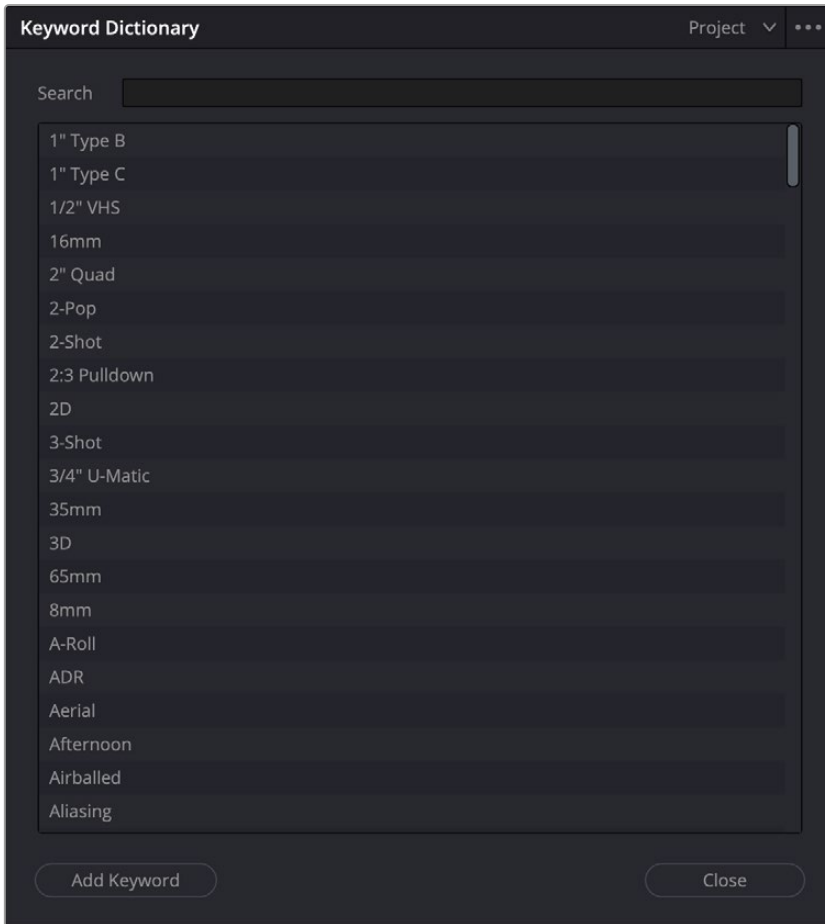 Keyword Dictionary Project •••
Search
1" Type B
1" Type C
1/2" VHS
16mm
2" Quad
2-Pop
2-Shot
2:3 Pulldown
2D
3-Shot
3/4" U-Matic
35mm
3D
65mm
8mm
A-Roll
ADR
Aerial
Afternoon
Airballed
Aliasing
Add Keyword Close